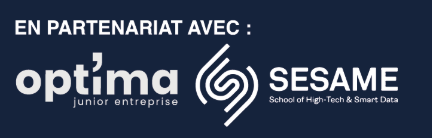 EN PARTENARIAT AVEC :
optima
junior entreprise
SESAME
School of High-Tech & Smart Data